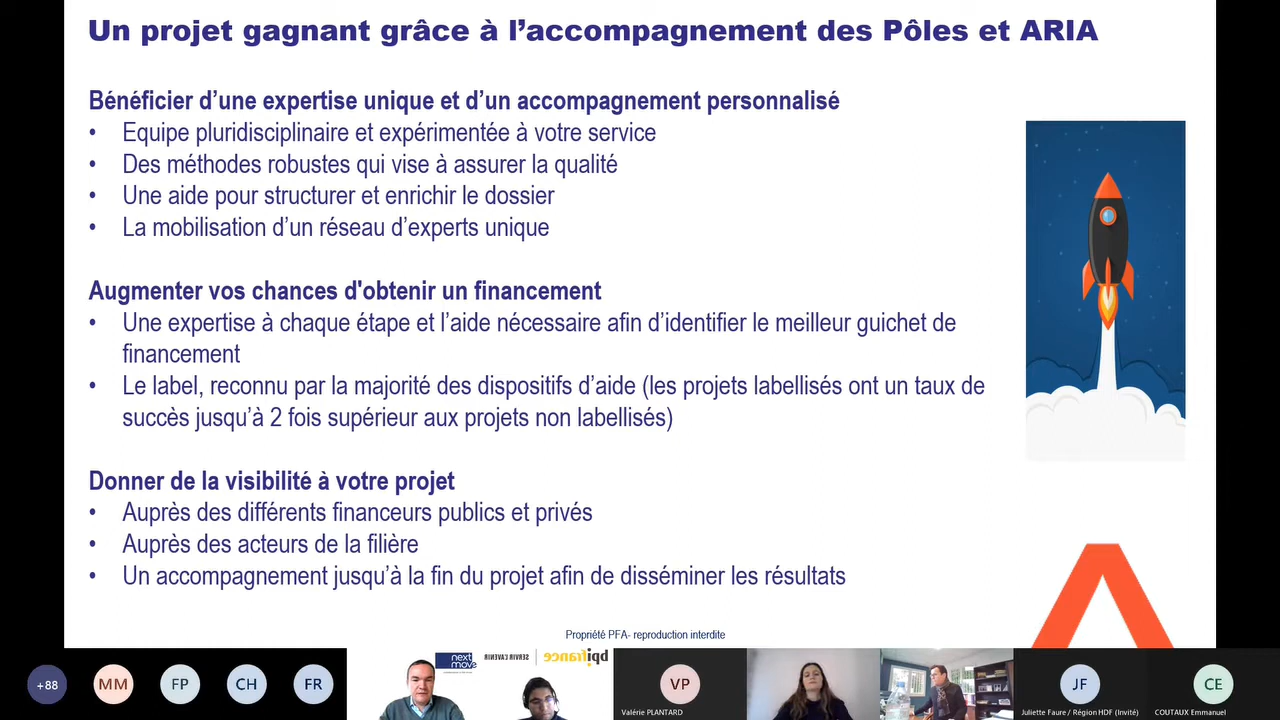 Un projet gagnant grâce à l’accompagnement des Pôles et ARIA
Bénéficier d’une expertise unique et d’un accompagnement personnalisé
• Equipe pluridisciplinaire et expérimentée à votre service
• Des méthodes robustes qui vise à assurer la qualité
• Une aide pour structurer et enrichir le dossier
• La mobilisation d’un réseau d’experts unique
Augmenter vos chances d'obtenir un financement
• Une expertise à chaque étape et l’aide nécessaire afin d’identifier le meilleur guichet de
financement
• Le label, reconnu par la majorité des dispositifs d’aide (les projets labellisés ont un taux de
succès jusqu’à 2 fois supérieur aux projets non labellisés)
Donner de la visibilité à votre projet
• Auprès des différents financeurs publics et privés
• Auprès des acteurs de la filière
• Un accompagnement jusqu’à la fin du projet afin de disséminer les résultats
Propriété PFA- reproduction interdite
+88
MM
FP
CH
FR
next
move
SERVIR L'AVENIR
bpifrance
VP
Valérie PLANTARD
JF
Juliette Faure / Région HDF (Invité)
CE
COUTAUX Emmanuel